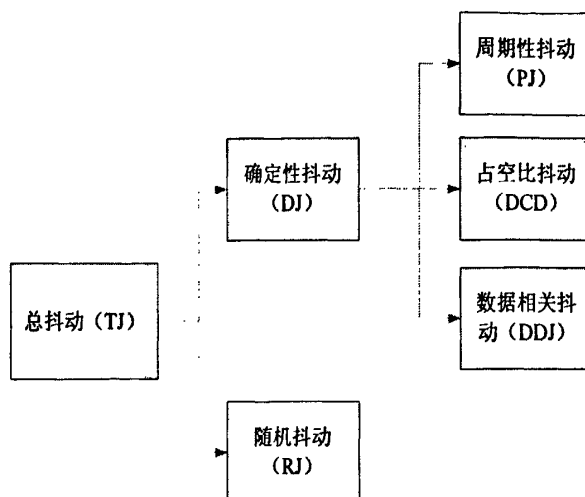 周期性抖动
（PJ）
确定性抖动
（DJ）
占空比抖动
（DCD）
总抖动（TJ）
数据相关抖
动（DDJ）
随机抖动
（RJ）